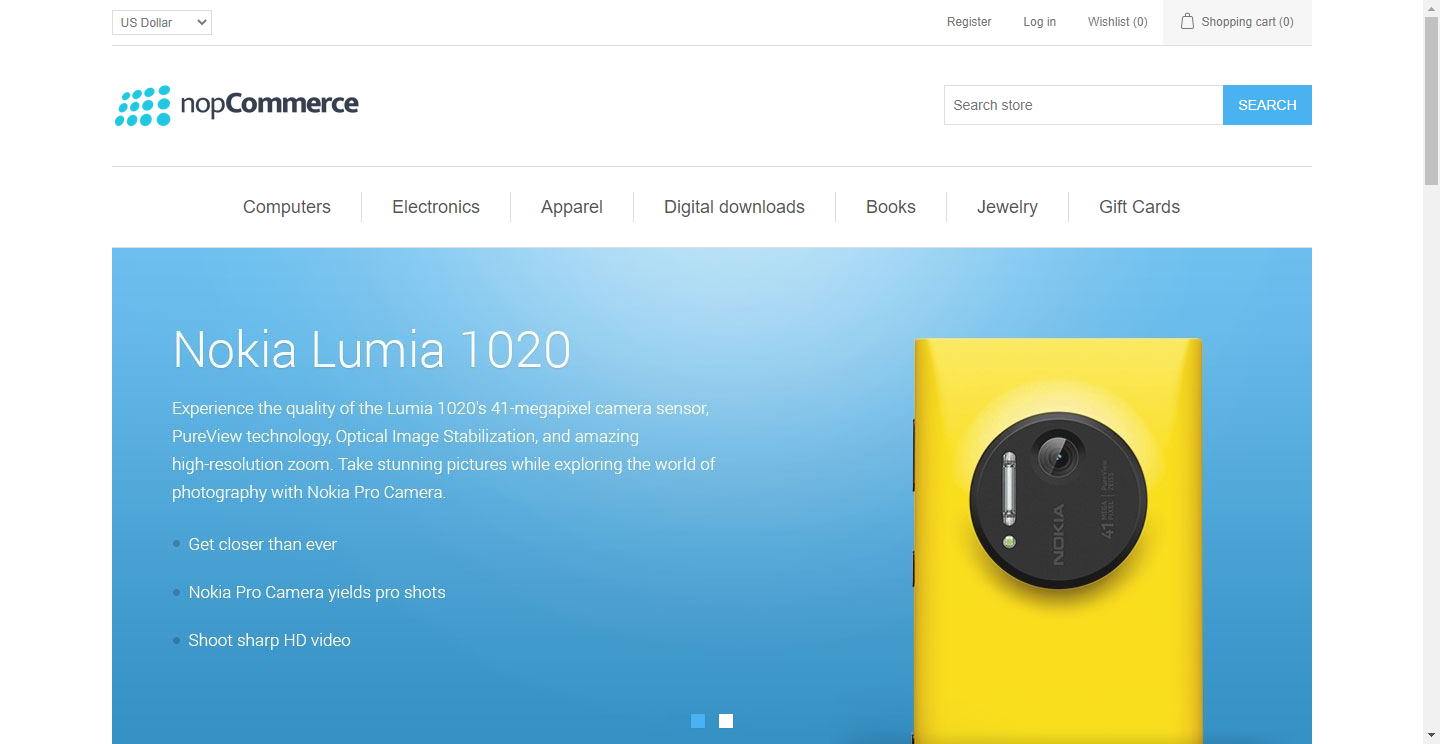 US Dollar
Register
Log in
Wishlist (0)
Shopping cart (0)
nopCommerce
Search store
SEARCH
Computers
Electronics
Apparel
Digital downloads
Books
Jewelry
Gift Cards
Nokia Lumia 1020
Experience the quality of the Lumia 1020's 41-megapixel camera sensor,
PureView technology, Optical Image Stabilization, and amazing
high-resolution zoom. Take stunning pictures while exploring the world of
photography with Nokia Pro Camera.
Get closer than ever
Nokia Pro Camera yields pro shots
Shoot sharp HD video
NOKIA
41 MEGA PIXEL
PureView
ZEISS